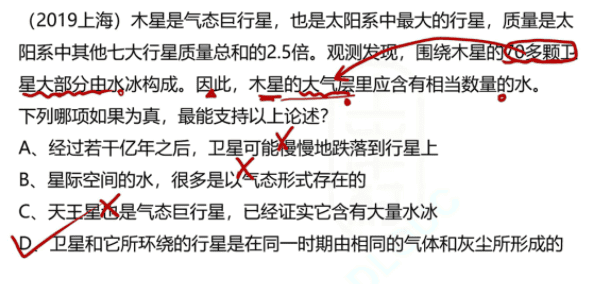 （2019上海）木星是气态巨行星，也是太阳系中最大的行星，质量是太
阳系中其他七大行星质量总和的2.5倍。观测发现，围绕木星的70多颗卫
星大部分由水冰构成。因此，木星的大气层里应含有相当数量的水。
下列哪项如果为真，最能支持以上论述？
A、经过若干亿年之后，卫星可能慢慢地跌落到行星上
B、星际空间的水，很多是以气态形式存在的
C、天王星也是气态巨行星，已经证实它含有大量水冰
D、卫星和它所环绕的行星是在同一时期由相同的气体和灰尘所形成的